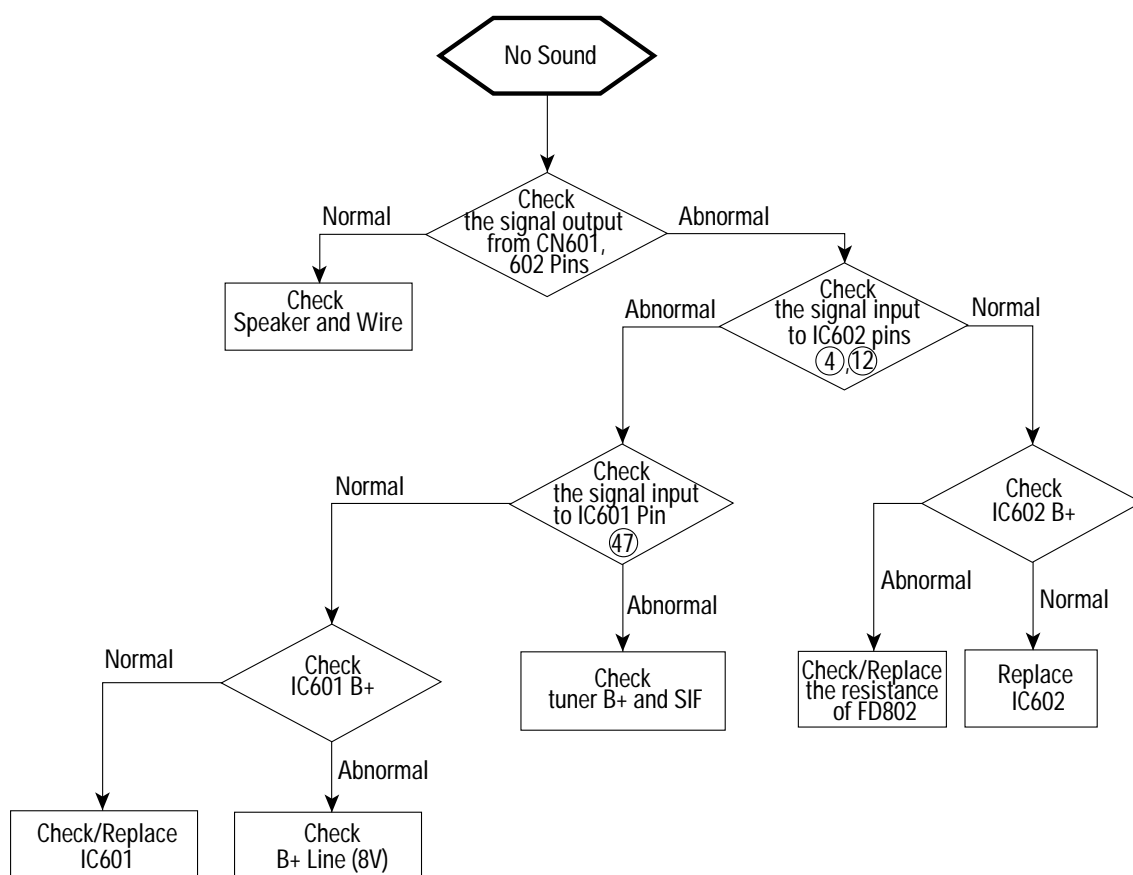 No Sound
Check
the signal output
from CN601,
602 Pins
Normal
Abnormal
Check
Speaker and Wire
Check
the signal input
to IC602 pins
④,⑫
Abnormal
Normal
Check
the signal input
to IC601 Pin
㊼
Normal
Abnormal
Check
IC602 B+
Abnormal
Normal
Check
IC601 B+
Normal
Abnormal
Check
tuner B+ and SIF
Check/Replace
the resistance
of FD802
Replace
IC602
Check/Replace
IC601
Check
B+ Line (8V)